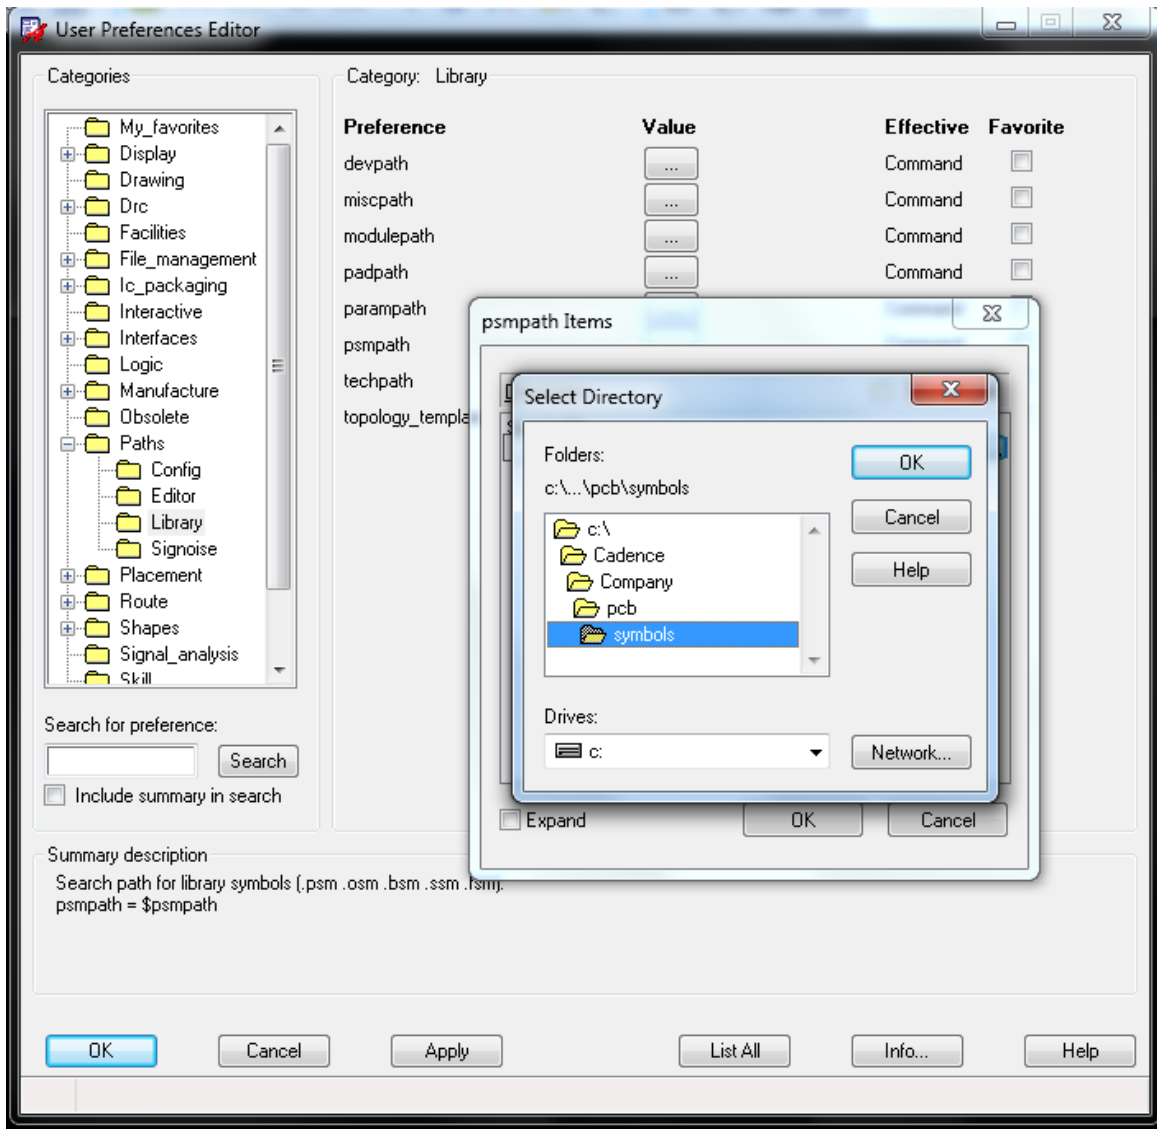 User Preferences Editor
Categories
My_favorites
Display
Drawing
Drc
Facilities
File_management
Ic_packaging
Interactive
Interfaces
Logic
Manufacture
Obsolete
Paths
Config
Editor
Library
Signoise
Placement
Route
Shapes
Signal_analysis
Skill
Search for preference:
Search
Include summary in search
Category: Library
Preference Value Effective Favorite
devpath ... Command
miscpath ... Command
modulepath ... Command
padpath ... Command
parampath
psmpath
techpath
topology_templa
psmpath Items
Select Directory
Folders:
c:\...\pcb\symbols
c:\
Cadence
Company
pcb
symbols
OK
Cancel
Help
Drives:
c:
Network...
Expand
OK
Cancel
Summary description
Search path for library symbols (.psm .osm .bsm .ssm .fsm).
psmpath = $psmpath
OK
Cancel
Apply
List All
Info...
Help